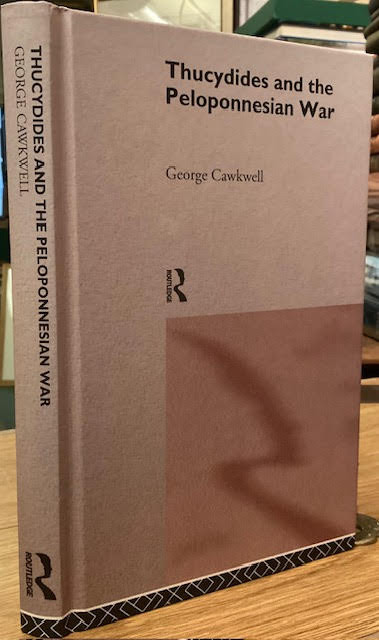 THUCYDIDES AND THE PELOPONNESIAN WAR
GEORGE CAWKWELL
ROUTLEDGE
Thucydides and the
Peloponnesian War
George Cawkwell
ROUTLEDGE